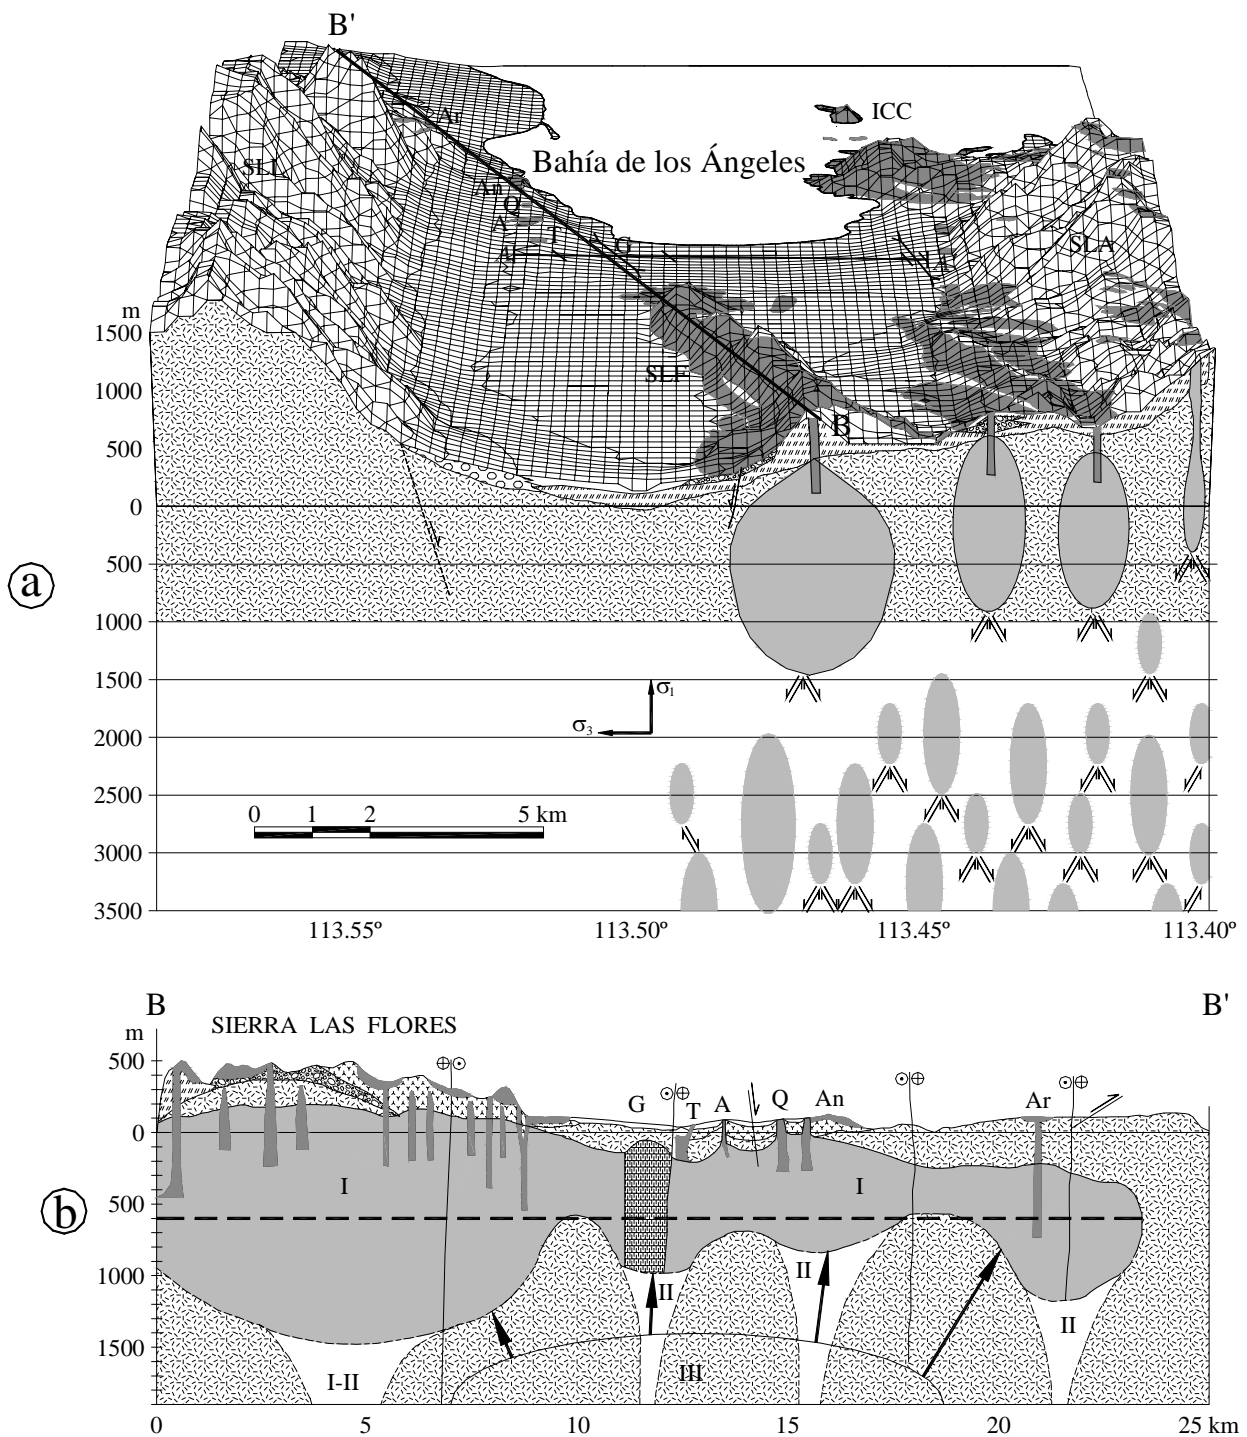 a
B'
ICC
Ar
Bahía de los Ángeles
SLL
An
Q
A
T
G
Al
A
SLA
SLF
B
m
1500
1000
500
0
500
1000
1500
2000
2500
3000
3500
σ1
σ3
0 1 2 5 km
113.55º 113.50º 113.45º 113.40º
b
B B'
m
SIERRA LAS FLORES
500
0
500
1000
1500
G T A Q An Ar
I I
II II II
I-II III
0 5 10 15 20 25 km